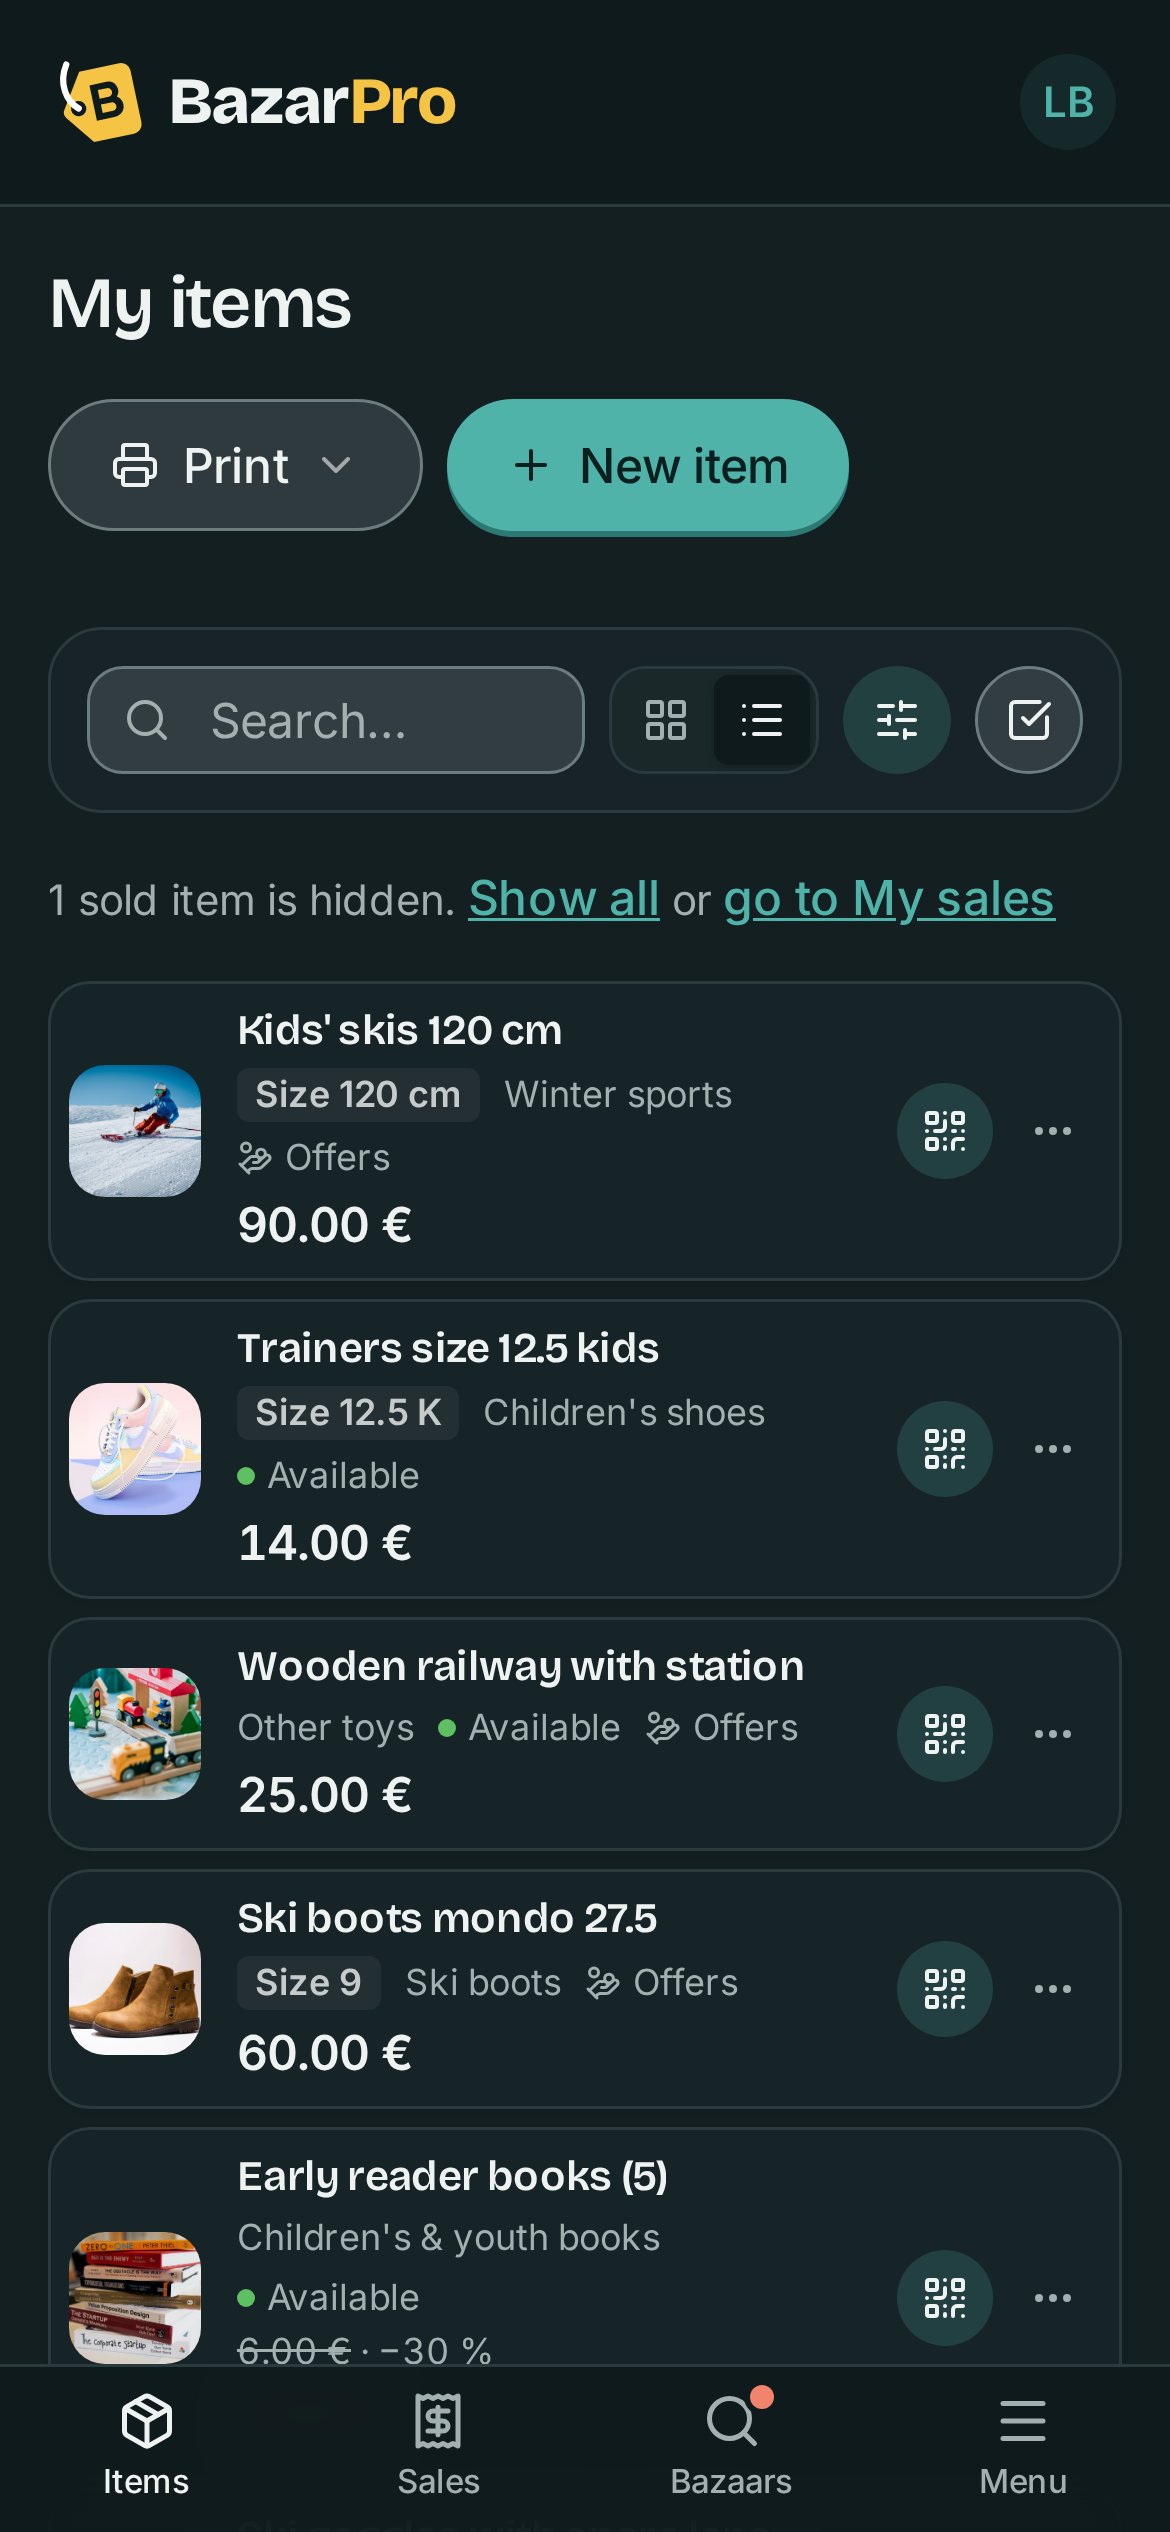 B BazarPro
LB
My items
Print
New item
Search...
1 sold item is hidden. Show all or go to My sales
Kids' skis 120 cm
Size 120 cm Winter sports
Offers
90.00 €
Trainers size 12.5 kids
Size 12.5 K Children's shoes
Available
14.00 €
Wooden railway with station
Other toys Available Offers
25.00 €
Ski boots mondo 27.5
Size 9 Ski boots Offers
60.00 €
Early reader books (5)
Children's & youth books
Available
6.00 € · −30 %
Items
Sales
Bazaars
Menu